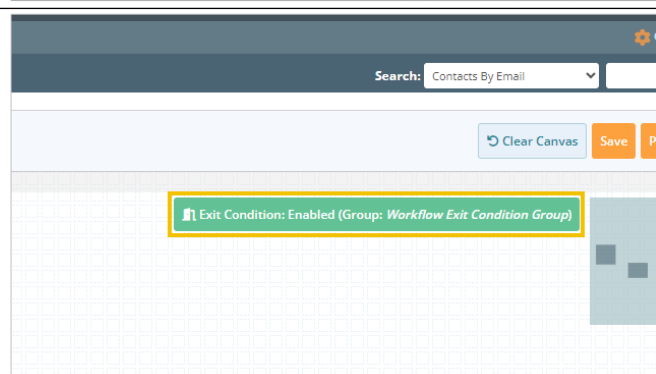 Search: Contacts By Email
Clear Canvas Save P
Exit Condition: Enabled (Group: Workflow Exit Condition Group)